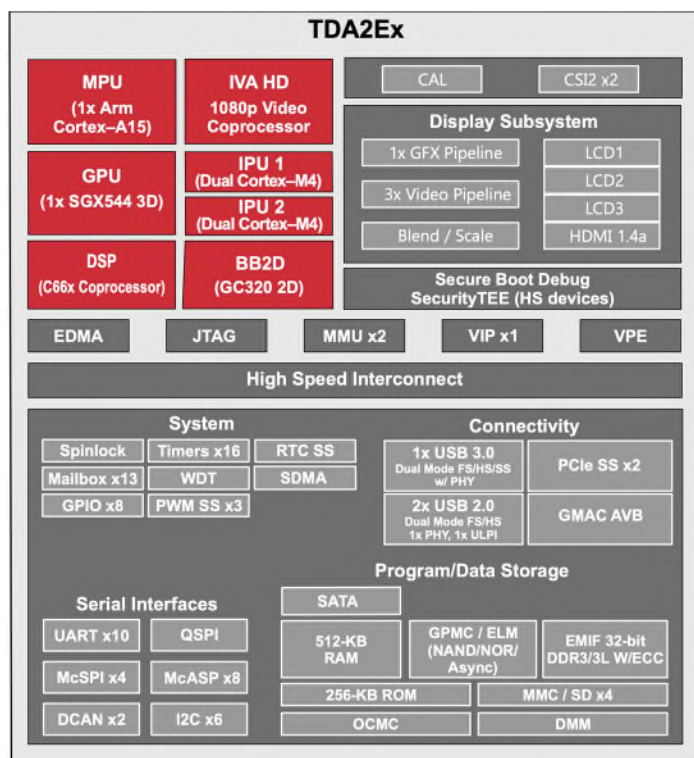 TDA2Ex
MPU
(1x Arm
Cortex–A15)
IVA HD
1080p Video
Coprocessor
CAL
CSI2 x2
GPU
(1x SGX544 3D)
IPU 1
(Dual Cortex–M4)
IPU 2
(Dual Cortex–M4)
Display Subsystem
1x GFX Pipeline
3x Video Pipeline
Blend / Scale
LCD1
LCD2
LCD3
HDMI 1.4a
DSP
(C66x Coprocessor)
BB2D
(GC320 2D)
Secure Boot Debug
SecurityTEE (HS devices)
EDMA
JTAG
MMU x2
VIP x1
VPE
High Speed Interconnect
System
Spinlock
Timers x16
RTC SS
Mailbox x13
WDT
SDMA
GPIO x8
PWM SS x3
Connectivity
1x USB 3.0
Dual Mode FS/HS/SS
w/ PHY
PCIe SS x2
2x USB 2.0
Dual Mode FS/HS
1x PHY, 1x ULPI
GMAC AVB
Serial Interfaces
UART x10
QSPI
McSPI x4
McASP x8
DCAN x2
I2C x6
Program/Data Storage
SATA
512-KB
RAM
GPMC / ELM
(NAND/NOR/
Async)
EMIF 32-bit
DDR3/3L W/ECC
256-KB ROM
MMC / SD x4
OCMC
DMM